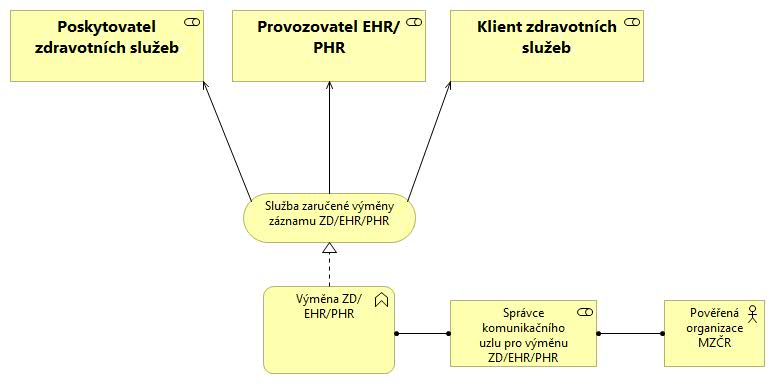 Poskytovatel
zdravotních služeb
Provozovatel EHR/
PHR
Klient zdravotních
služeb
Služba zaručené výměny
záznamu ZD/EHR/PHR
Výměna ZD/
EHR/PHR
Správce
komunikačního
uzlu pro výměnu
ZD/EHR/PHR
Pověřená
organizace
MZČR